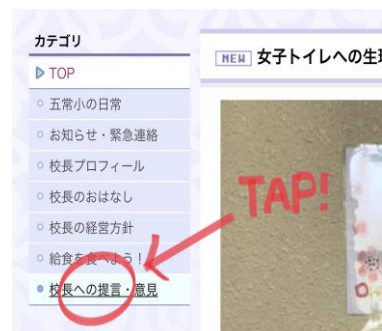 カテゴリ
TOP
五常小の日常
お知らせ・緊急連絡
校長プロフィール
校長のおはなし
校長の経営方針
給食を食べよう！
校長への提言・意見
NEW 女子トイレへの生理
TAP!